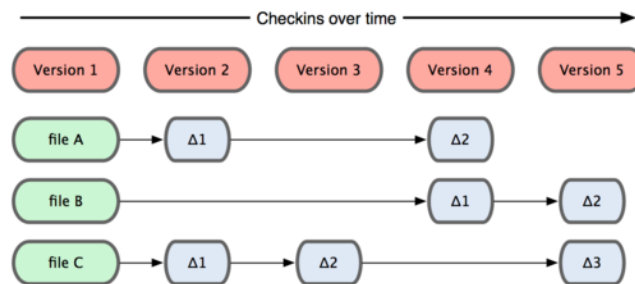 Checkins over time
Version 1 Version 2 Version 3 Version 4 Version 5
file A Δ1 Δ2
file B Δ1 Δ2
file C Δ1 Δ2 Δ3